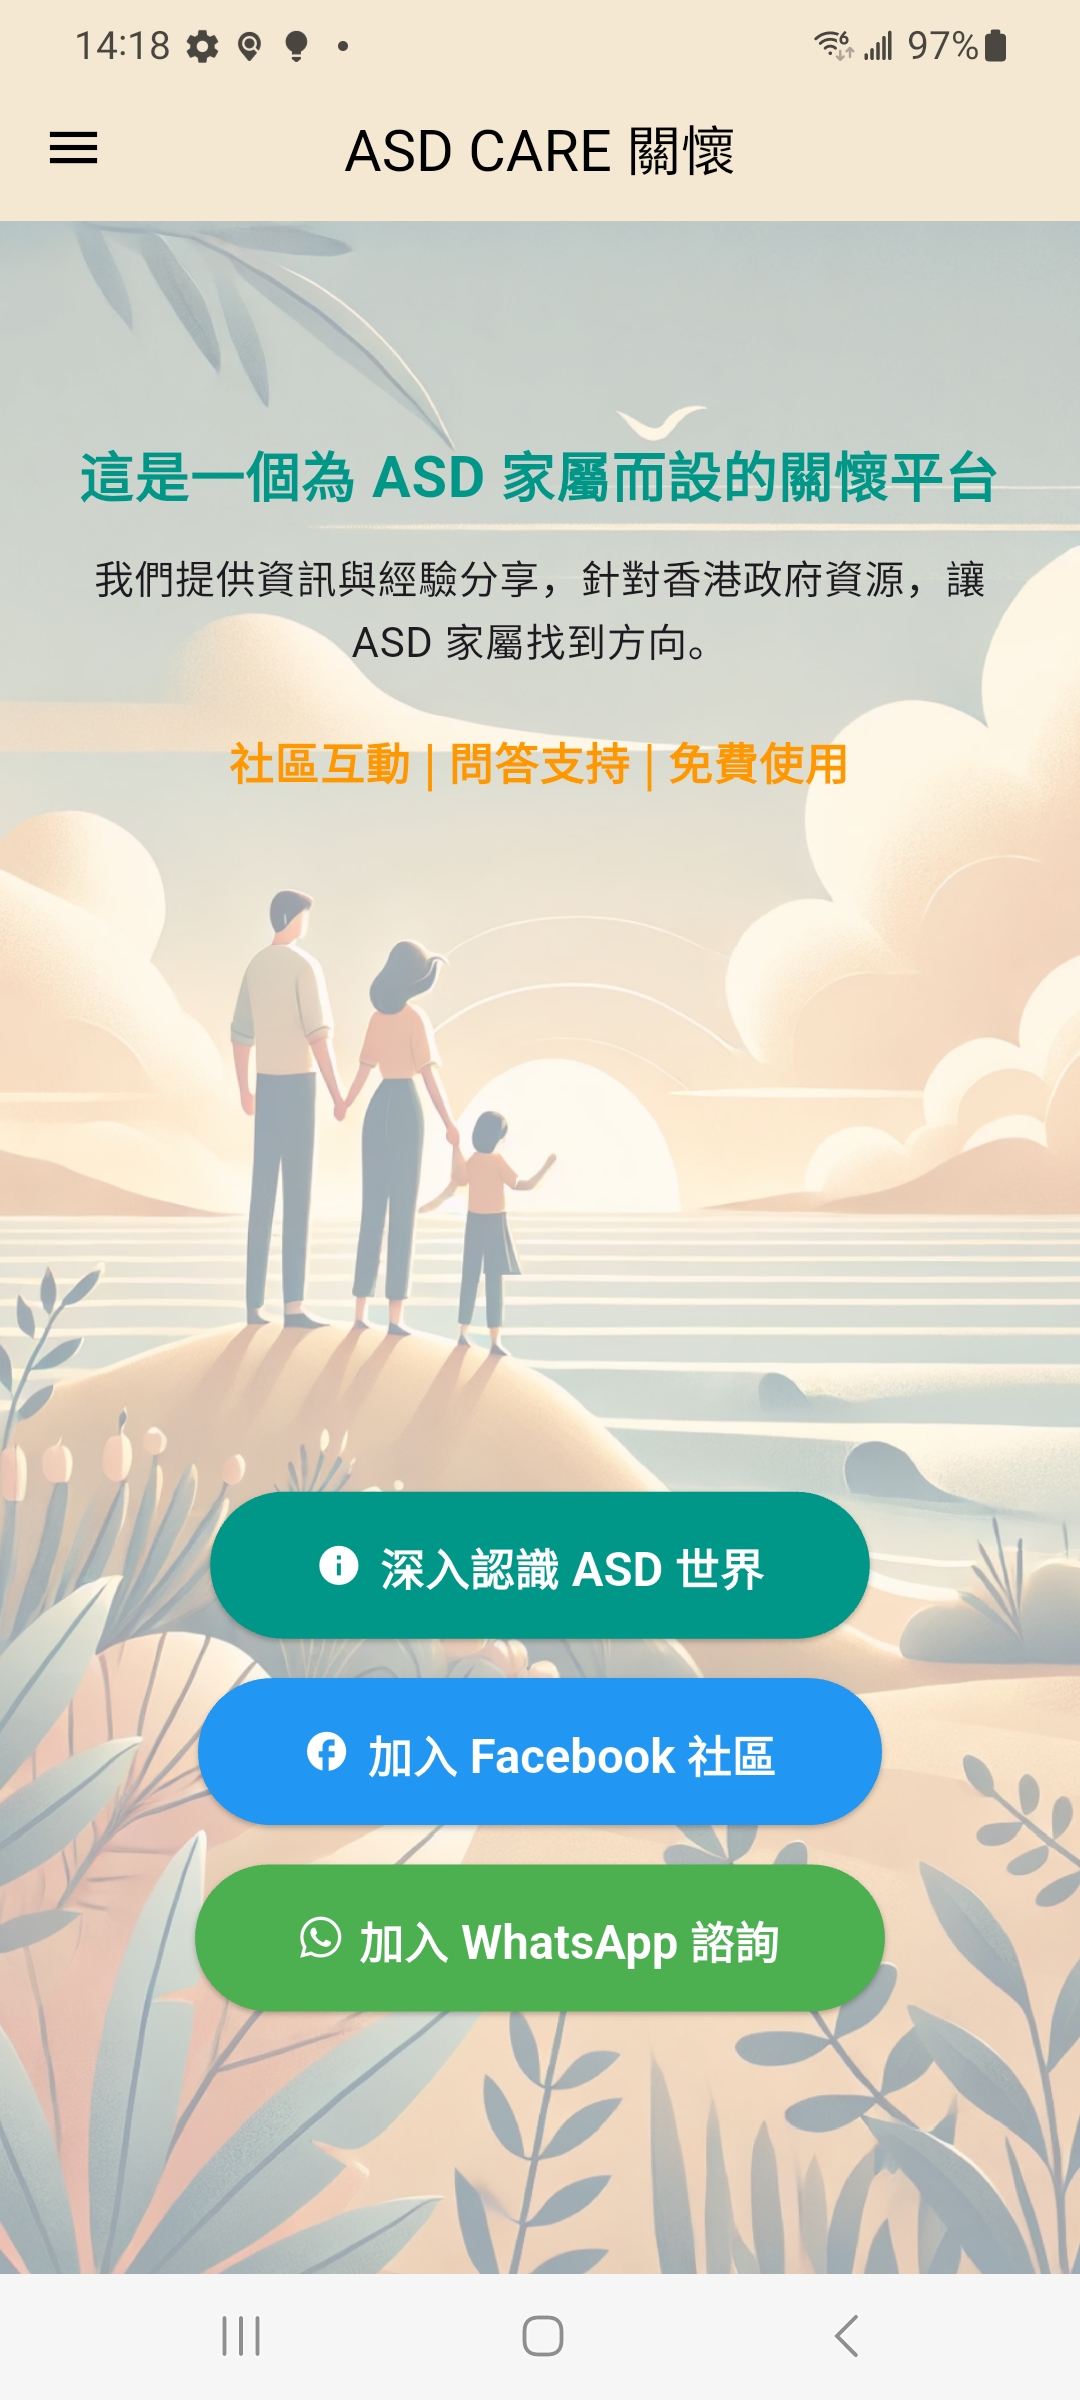 14:18
97%
ASD CARE 關懷
這是一個為 ASD 家屬而設的關懷平台
我們提供資訊與經驗分享，針對香港政府資源，讓
ASD 家屬找到方向。
社區互動 | 問答支持 | 免費使用
深入認識 ASD 世界
加入 Facebook 社區
加入 WhatsApp 諮詢